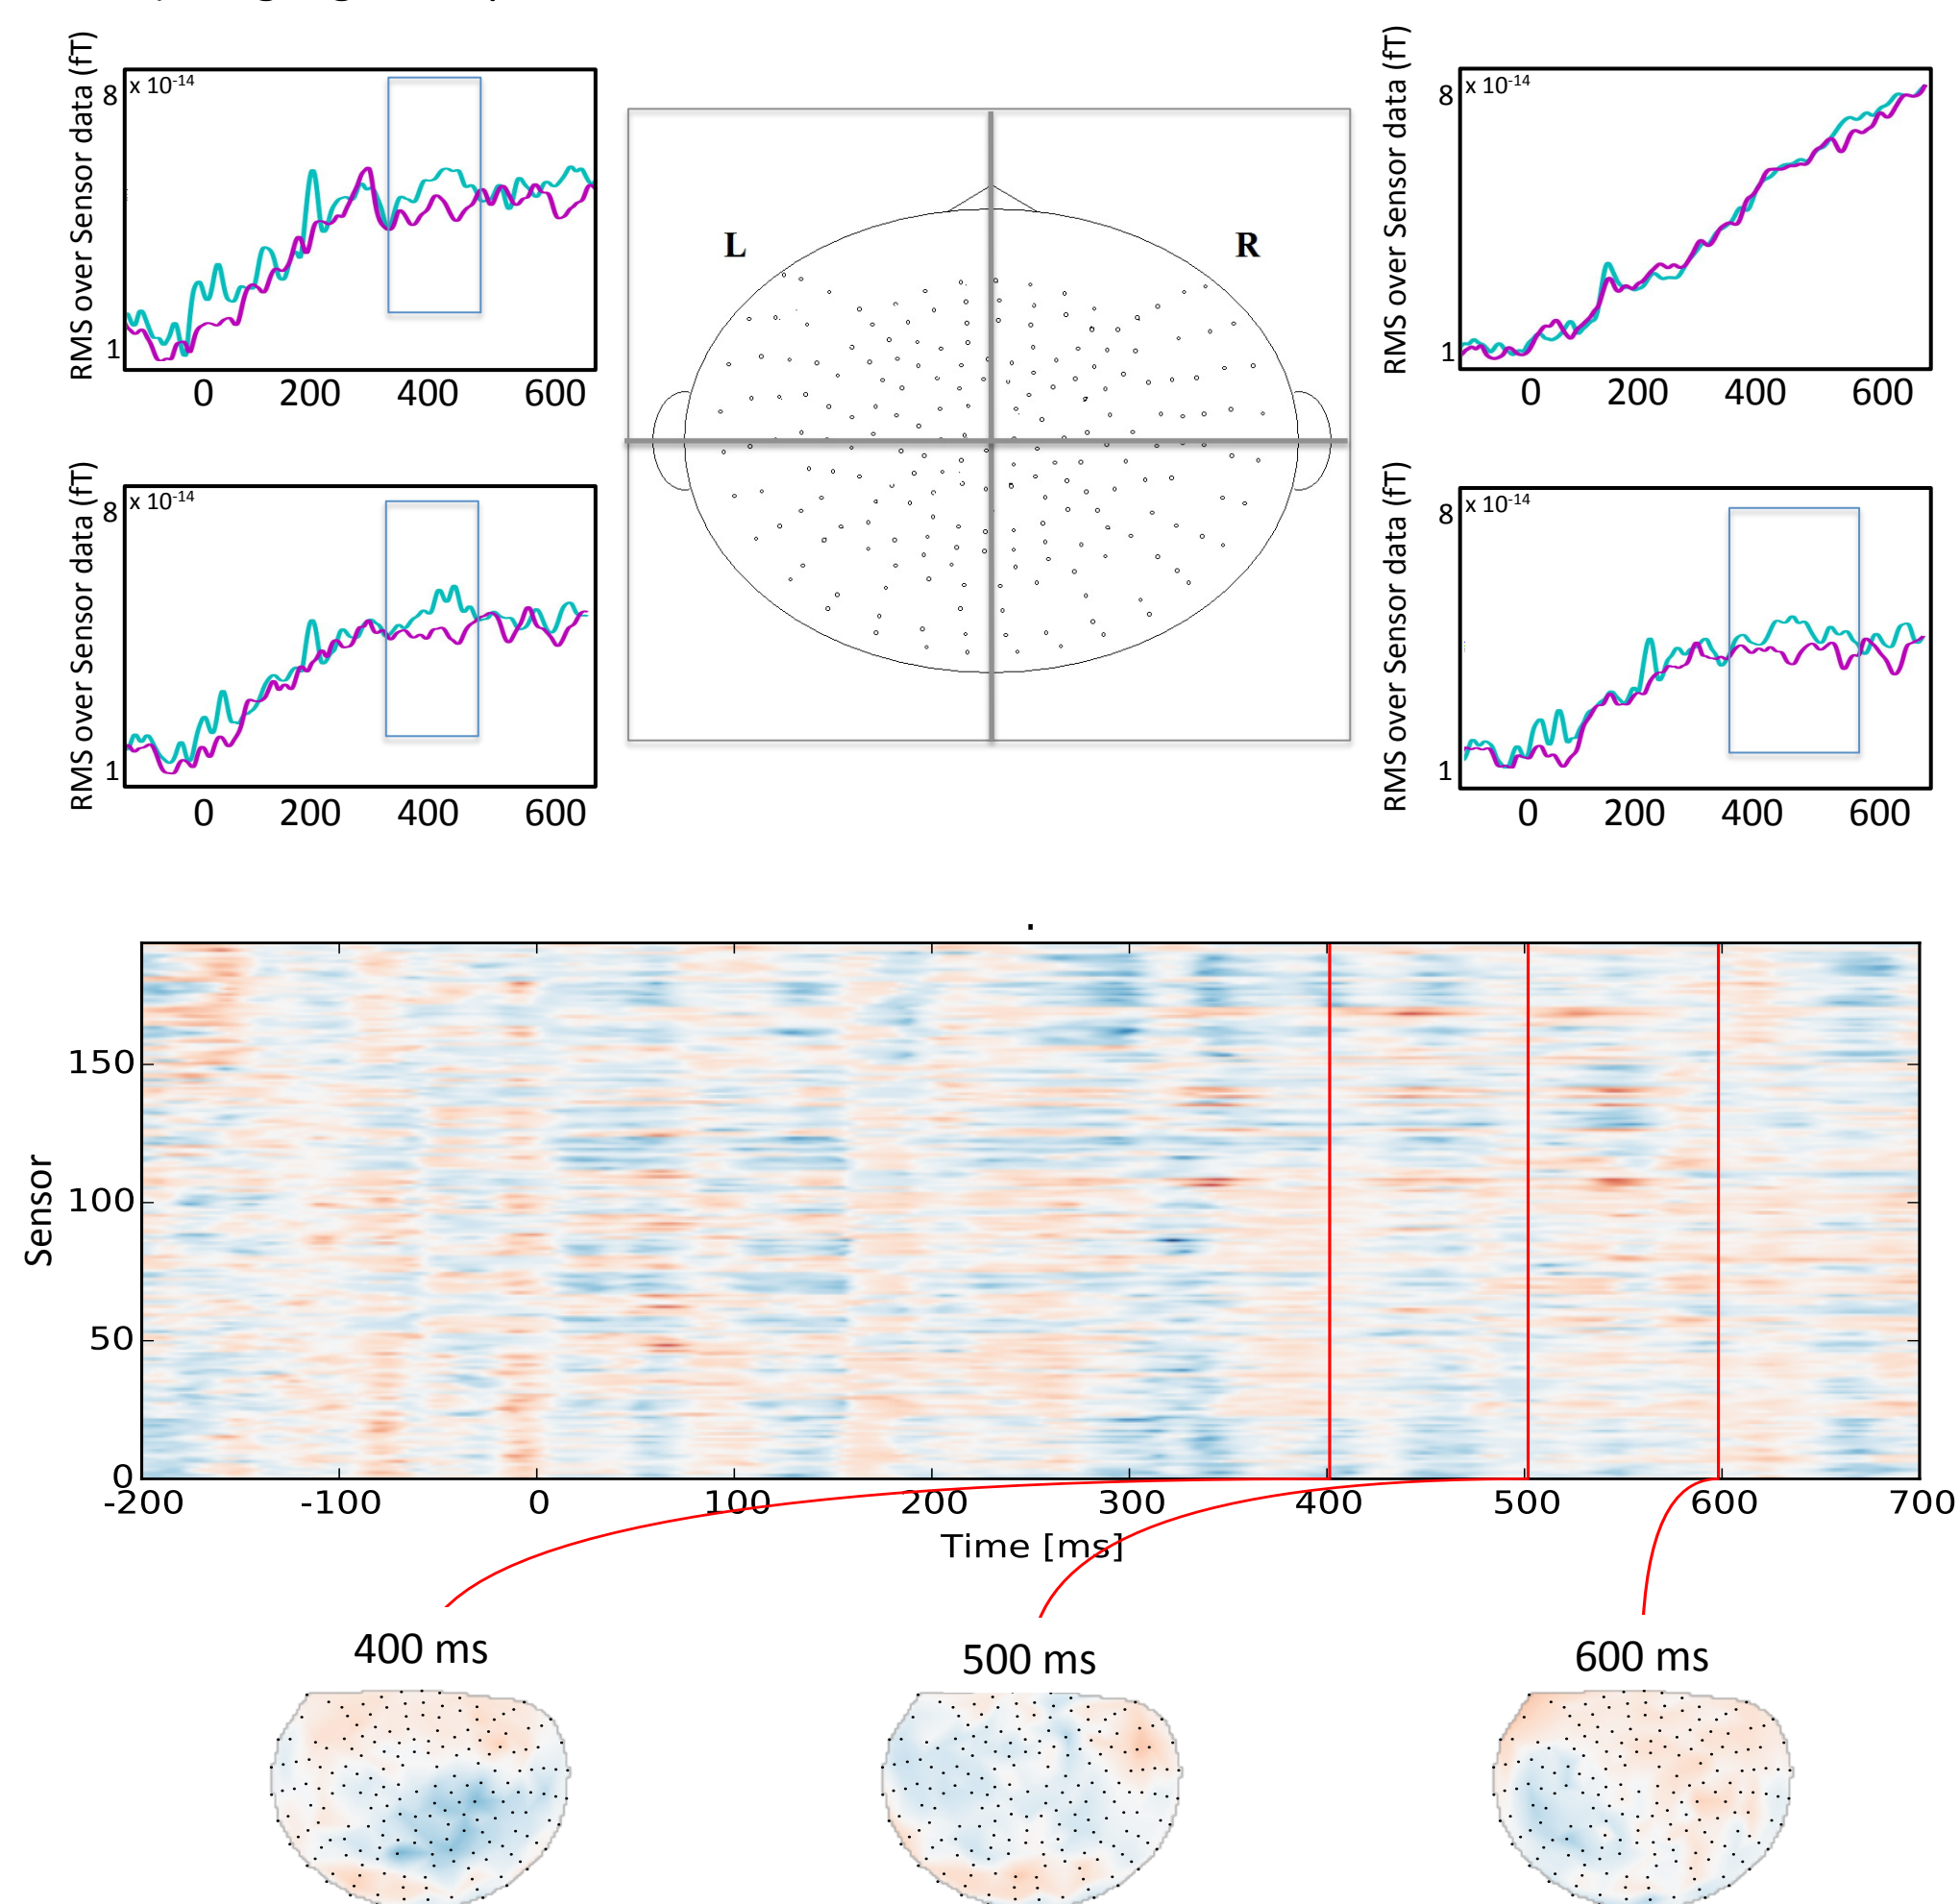 RMS over Sensor data (fT)
8
x 10-14
1
0 200 400 600
L
R
RMS over Sensor data (fT)
8
x 10-14
1
0 200 400 600
RMS over Sensor data (fT)
8
x 10-14
1
0 200 400 600
RMS over Sensor data (fT)
8
x 10-14
1
0 200 400 600
Sensor
150
100
50
0
-200 -100 0 100 200 300 400 500 600 700
Time [ms]
400 ms
500 ms
600 ms